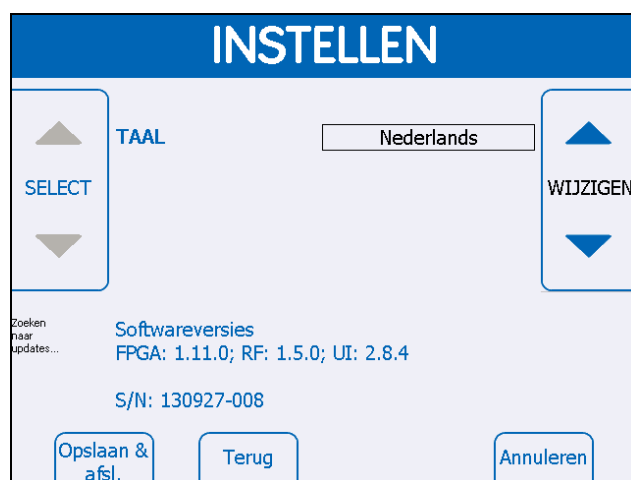 INSTELLEN
TAAL
Nederlands
SELECT
WIJZIGEN
Zoeken
naar
updates...
Softwareversies
FPGA: 1.11.0; RF: 1.5.0; UI: 2.8.4
S/N: 130927-008
Opslaan &
afsl.
Terug
Annuleren